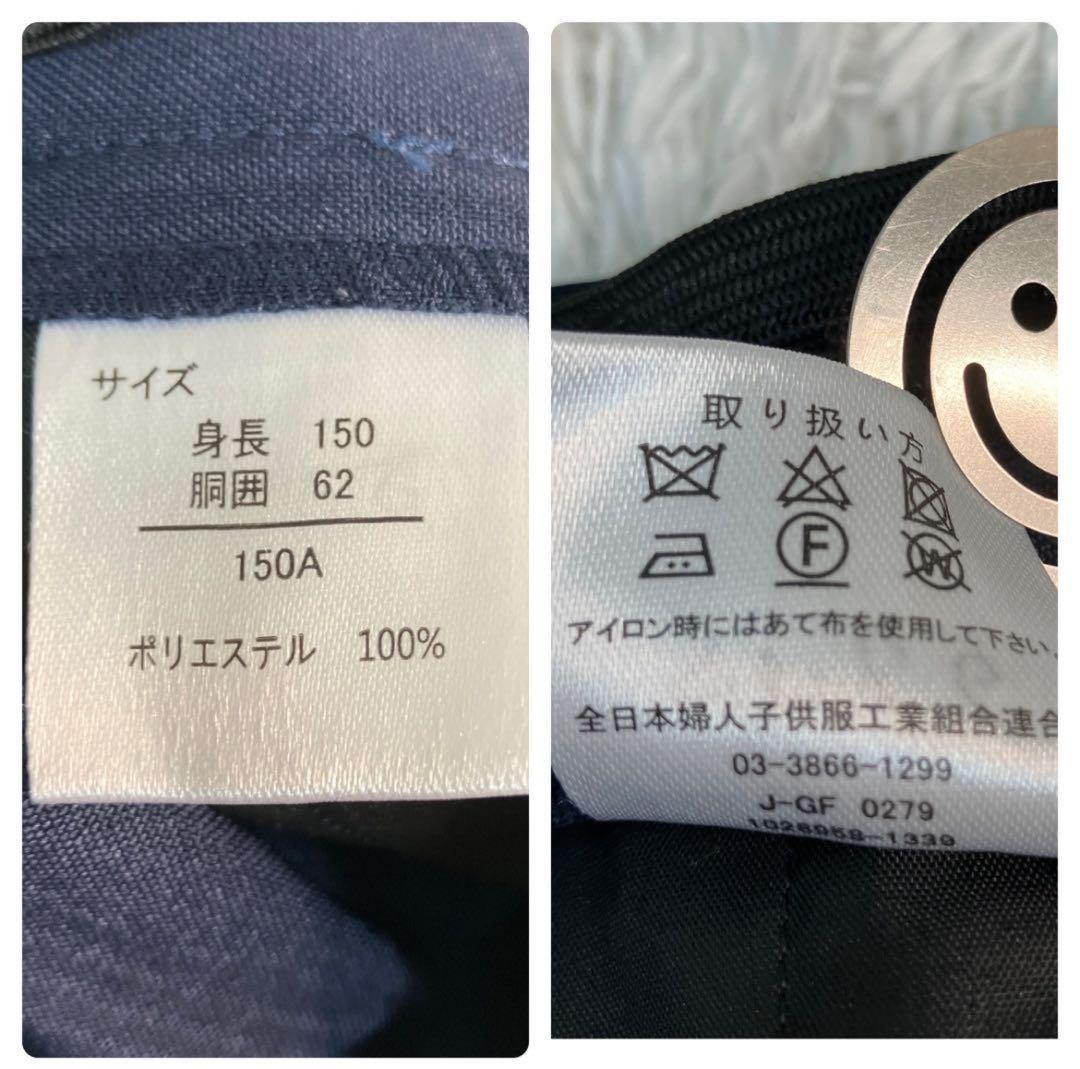 サイズ
身長 150
胴囲 62
150A
ポリエステル 100%
取り扱い方
F
W
アイロン時にはあて布を使用して下さい。
全日本婦人子供服工業組合連合
03-3866-1299
J-GF 0279
1026958-1339